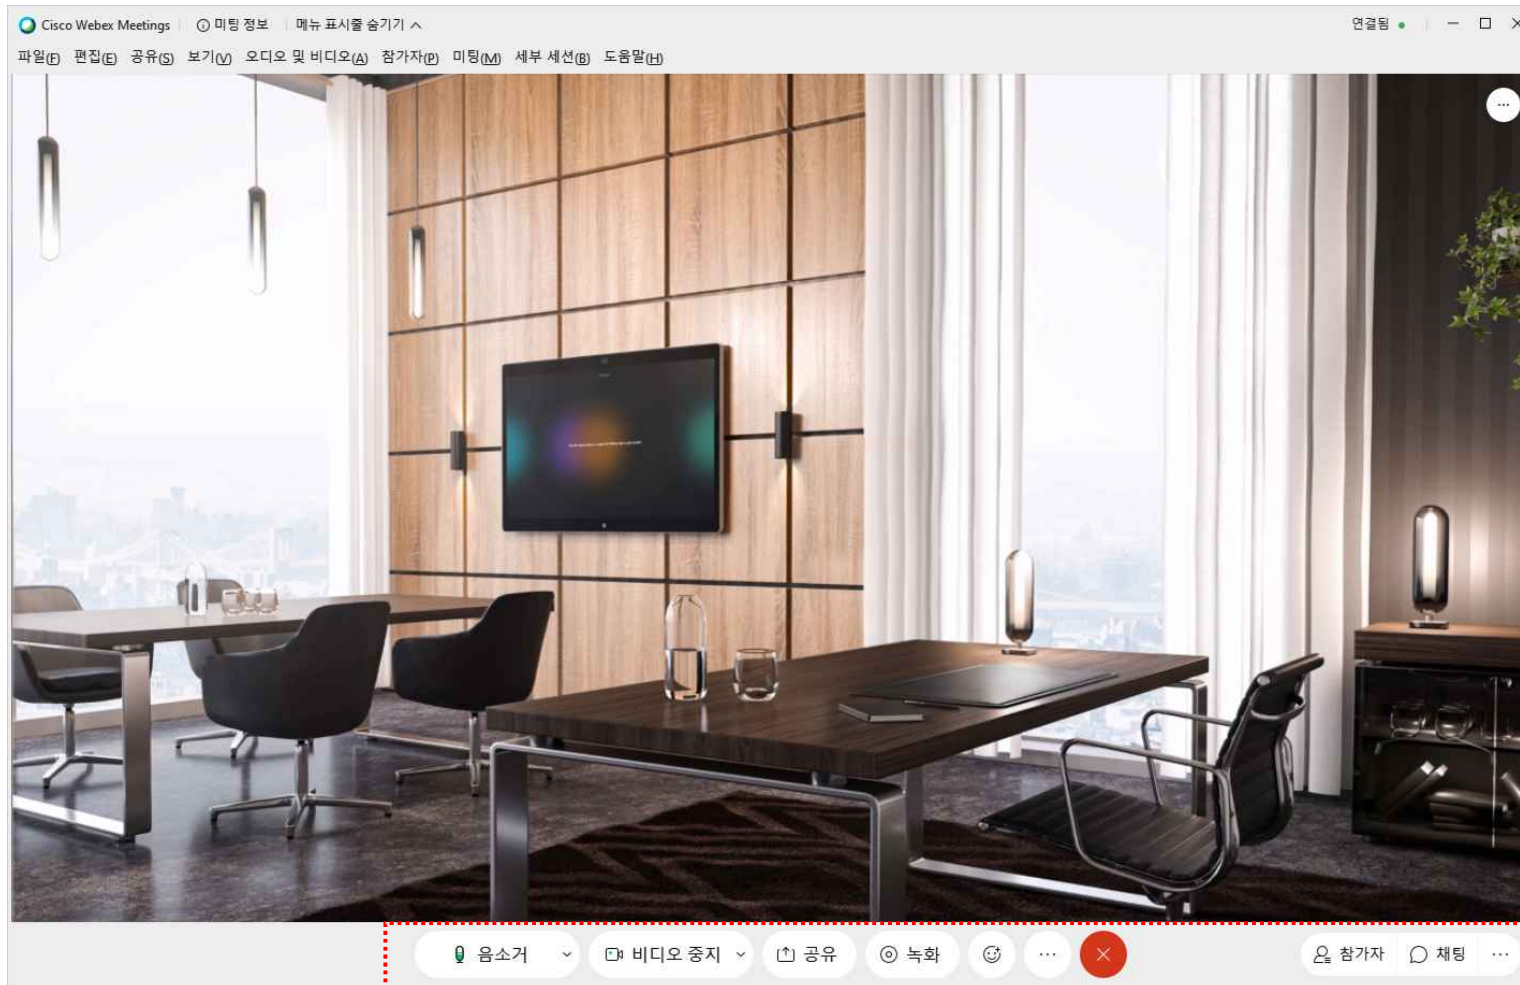 Cisco Webex Meetings 미팅 정보 메뉴 표시줄 숨기기 연결됨
파일(F) 편집(E) 공유(S) 보기(V) 오디오 및 비디오(A) 참가자(P) 미팅(M) 세부 세션(B) 도움말(H)
음소거 비디오 중지 공유 녹화 참가자 채팅